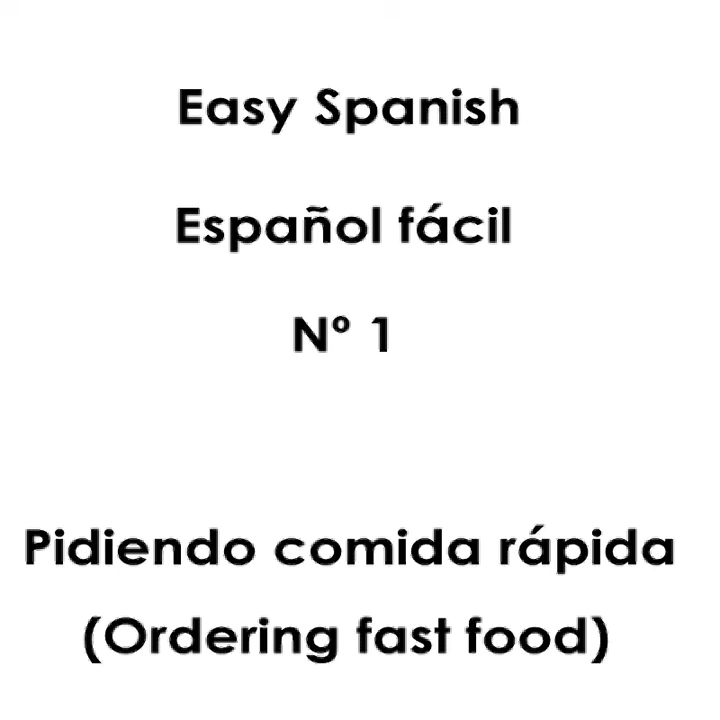 Easy Spanish
Español fácil
Nº 1
Pidiendo comida rápida
(Ordering fast food)